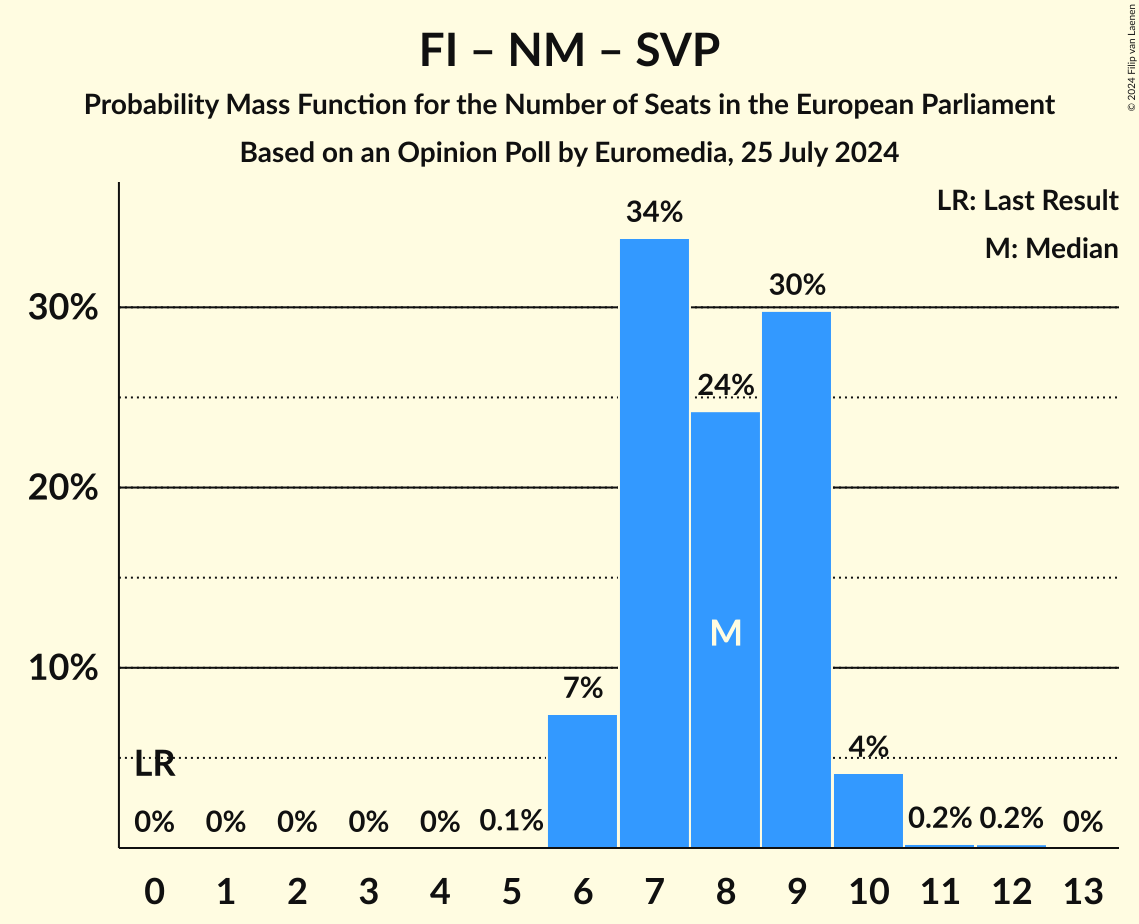 FI – NM – SVP
Probability Mass Function for the Number of Seats in the European Parliament
Based on an Opinion Poll by Euromedia, 25 July 2024
© 2024 Filip van Laenen
LR: Last Result
M: Median
34%
30%
30%
24%
20%
M
10%
7%
4%
LR
0% 0% 0% 0% 0% 0.1% 0.2% 0.2% 0%
0 1 2 3 4 5 6 7 8 9 10 11 12 13